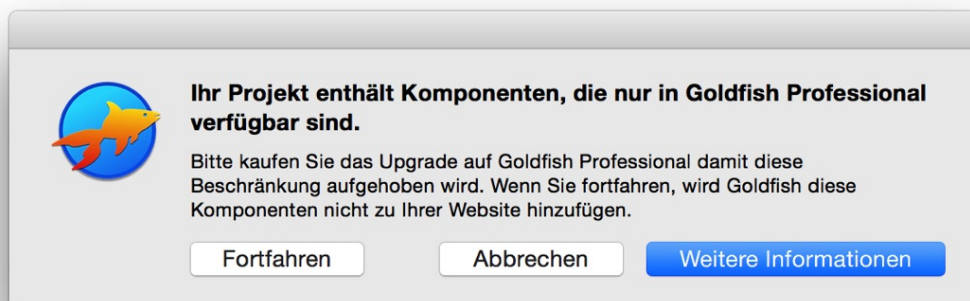 Ihr Projekt enthält Komponenten, die nur in Goldfish Professional
verfügbar sind.
Bitte kaufen Sie das Upgrade auf Goldfish Professional damit diese
Beschränkung aufgehoben wird. Wenn Sie fortfahren, wird Goldfish diese
Komponenten nicht zu Ihrer Website hinzufügen.
Fortfahren Abbrechen Weitere Informationen